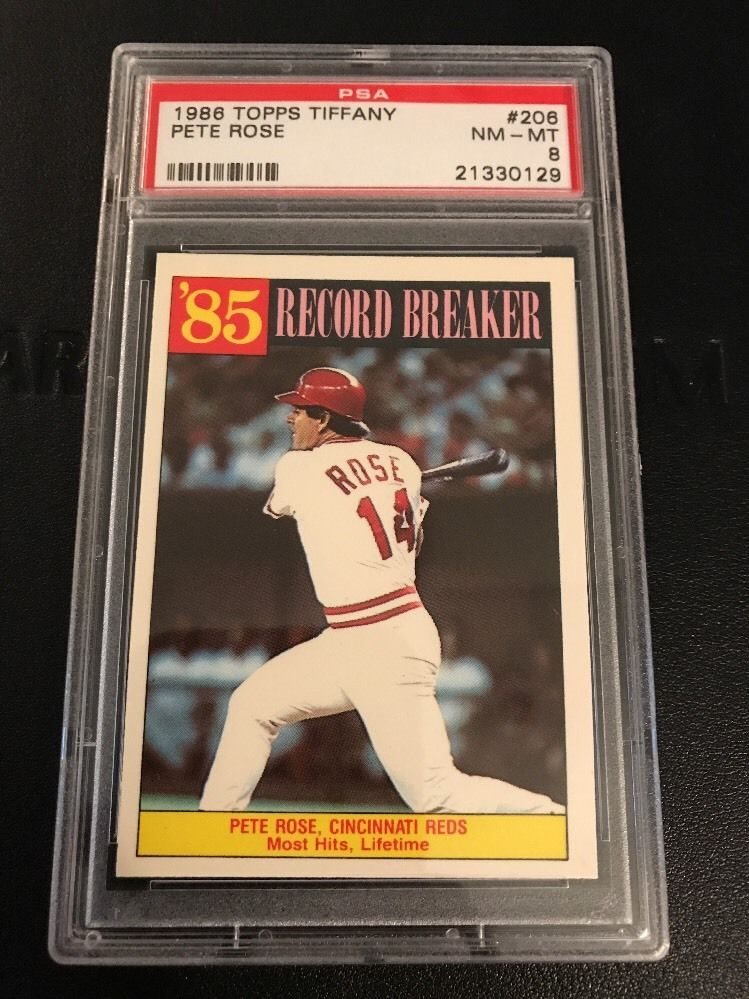 PSA
1986 TOPPS TIFFANY #206
PETE ROSE NM - MT
8
21330129
'85 RECORD BREAKER
ROSE
14
PETE ROSE, CINCINNATI REDS
Most Hits, Lifetime